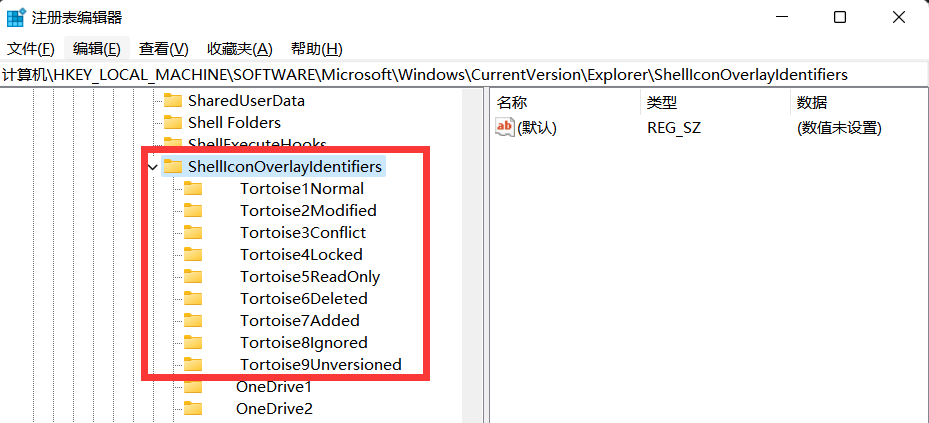 注册表编辑器
文件(F) 编辑(E) 查看(V) 收藏夹(A) 帮助(H)
计算机\HKEY_LOCAL_MACHINE\SOFTWARE\Microsoft\Windows\CurrentVersion\Explorer\ShellIconOverlayIdentifiers
SharedUserData
Shell Folders
ShellExecuteHooks
ShellIconOverlayIdentifiers
Tortoise1Normal
Tortoise2Modified
Tortoise3Conflict
Tortoise4Locked
Tortoise5ReadOnly
Tortoise6Deleted
Tortoise7Added
Tortoise8Ignored
Tortoise9Unversioned
OneDrive1
OneDrive2
名称 类型 数据
ab (默认) REG_SZ (数值未设置)